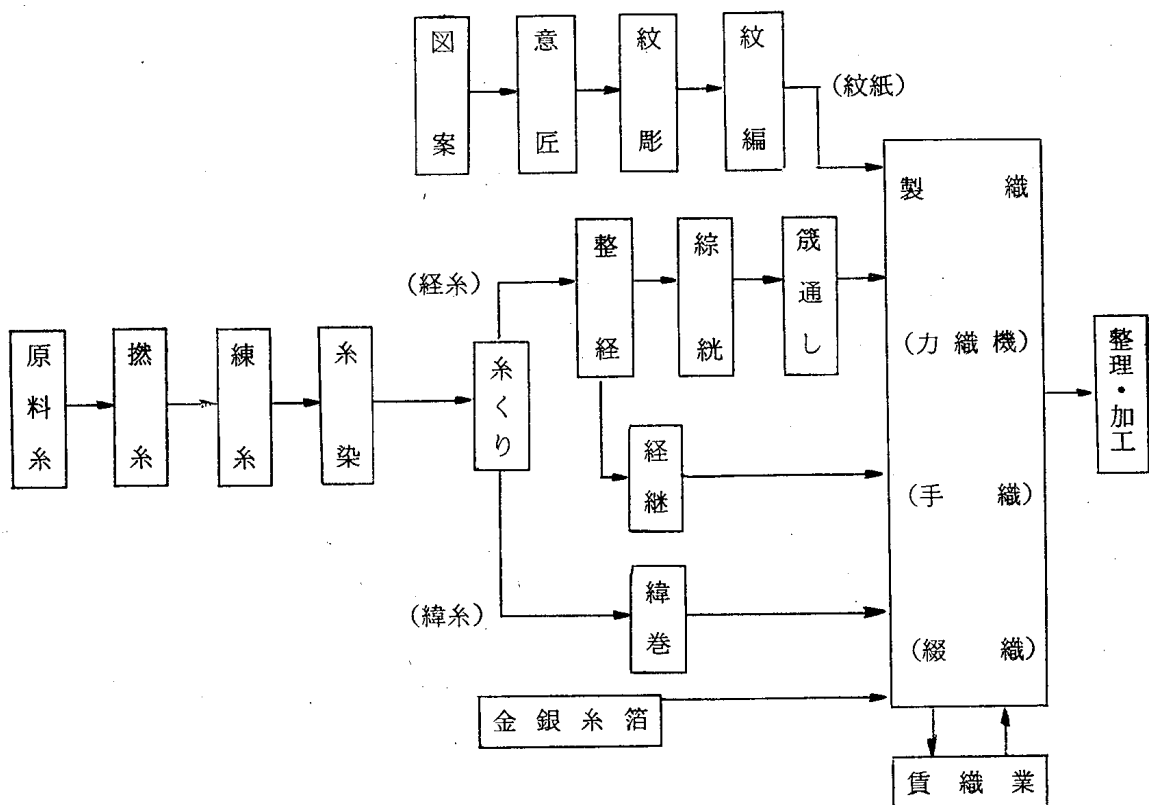 図案
意匠
紋彫
紋編
(紋紙)
製織
(力織機)
(手織)
(綴織)
(経糸)
整経
綜絖
筬通し
原料糸
撚糸
練糸
糸染
糸くり
経継
(緯糸)
緯巻
金銀糸箔
賃織業
整理・加工